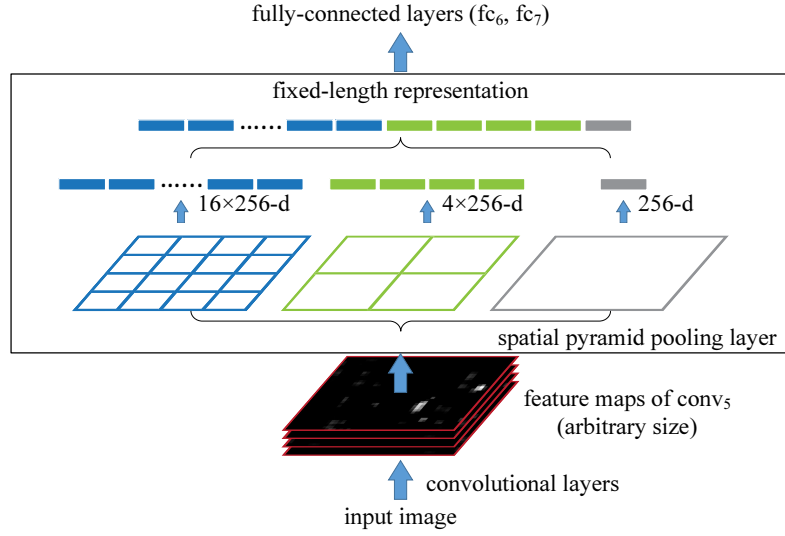 fully-connected layers (fc₆, fc₇)
fixed-length representation
......
......
16×256-d
4×256-d
256-d
spatial pyramid pooling layer
feature maps of conv₅
(arbitrary size)
convolutional layers
input image